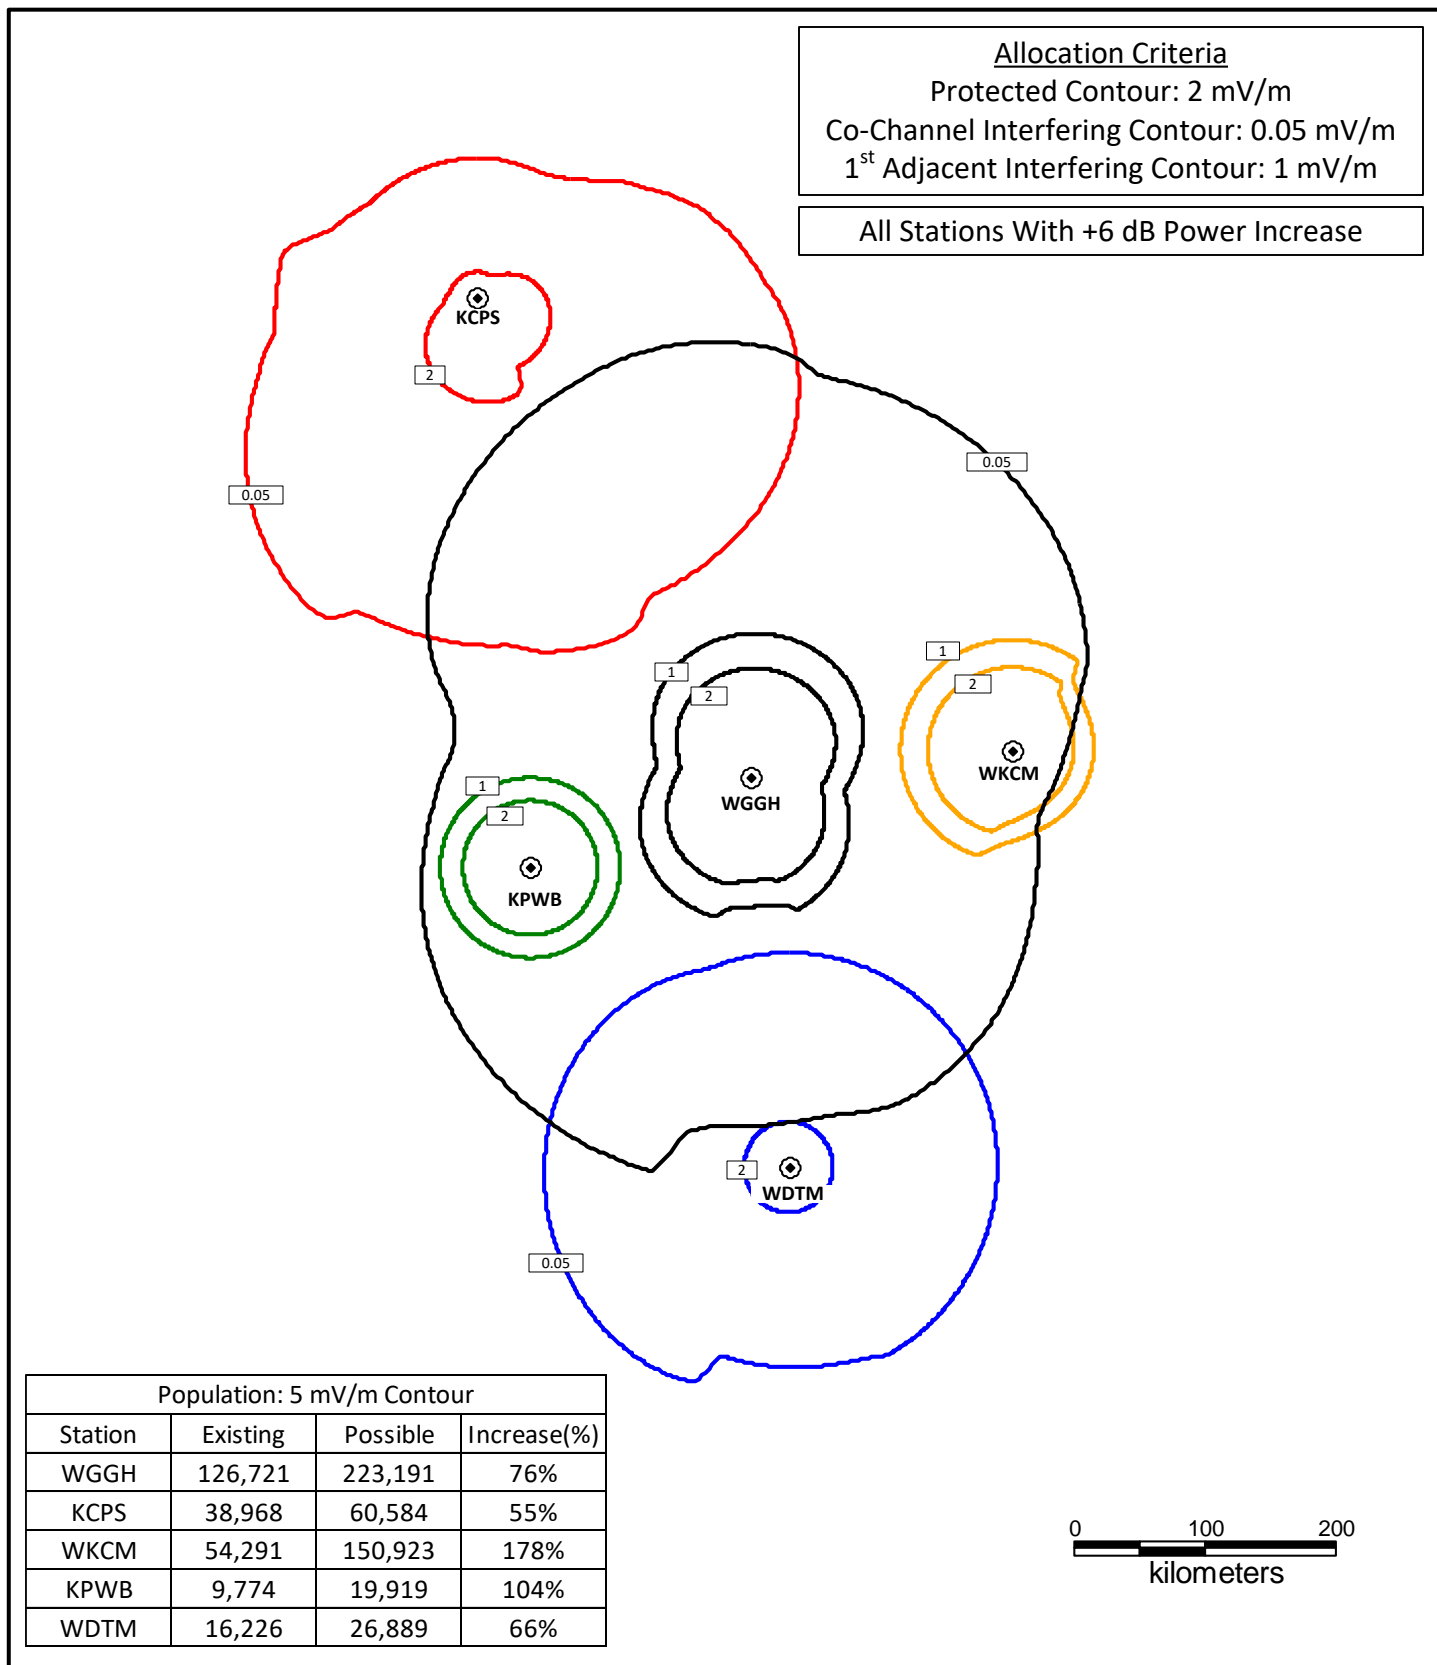 Allocation Criteria
Protected Contour: 2 mV/m
Co-Channel Interfering Contour: 0.05 mV/m
1st Adjacent Interfering Contour: 1 mV/m
All Stations With +6 dB Power Increase
KCPS
2
0.05
0.05
1
2
1
2
WKCM
WGGH
1
2
KPWB
2
WDTM
0.05
Population: 5 mV/m Contour
Station Existing Possible Increase(%)
WGGH 126,721 223,191 76%
KCPS 38,968 60,584 55%
WKCM 54,291 150,923 178%
KPWB 9,774 19,919 104%
WDTM 16,226 26,889 66%
0 100 200
kilometers